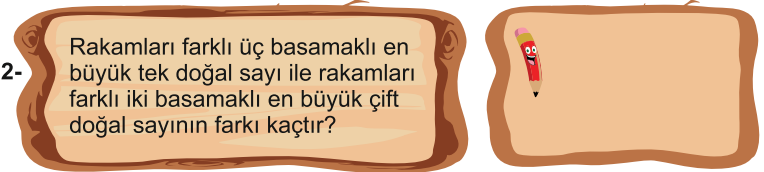 2-
Rakamları farklı üç basamaklı en
büyük tek doğal sayı ile rakamları
farklı iki basamaklı en büyük çift
doğal sayının farkı kaçtır?